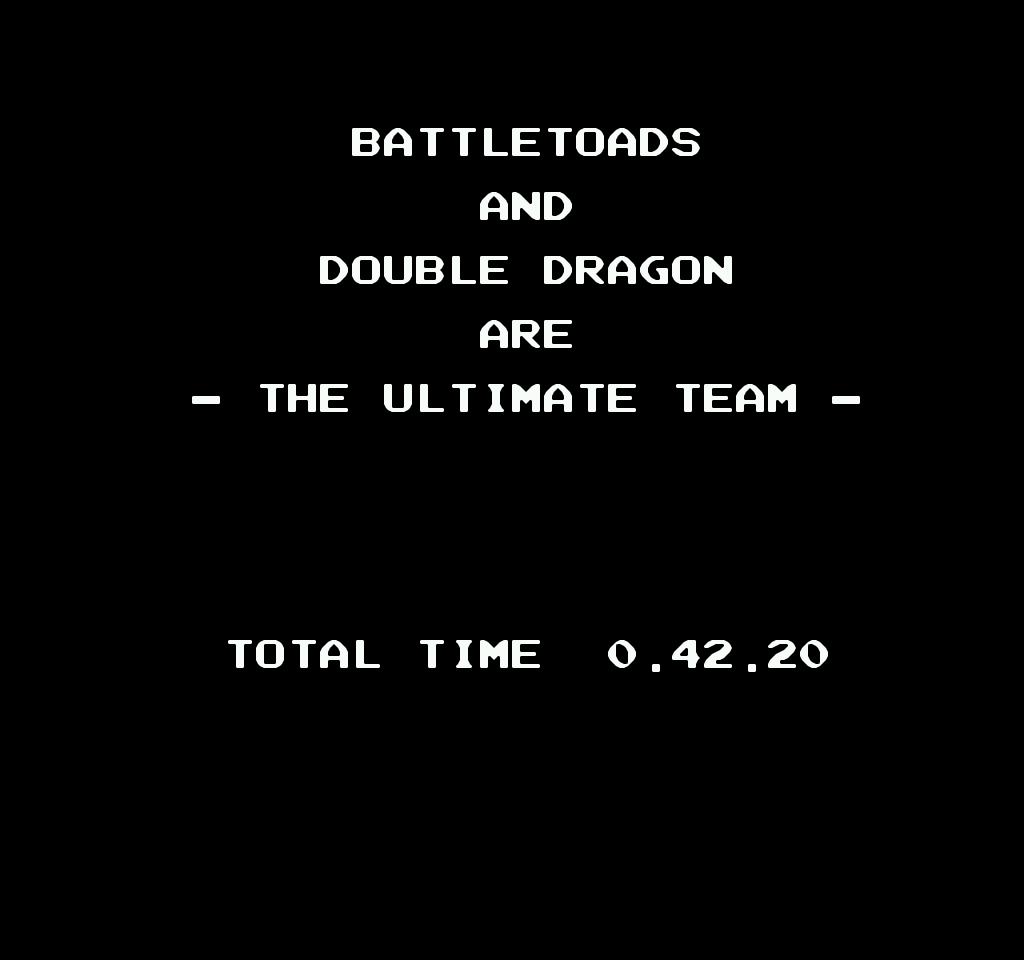 BATTLETOADS
AND
DOUBLE DRAGON
ARE
- THE ULTIMATE TEAM -
TOTAL TIME 0.42.20